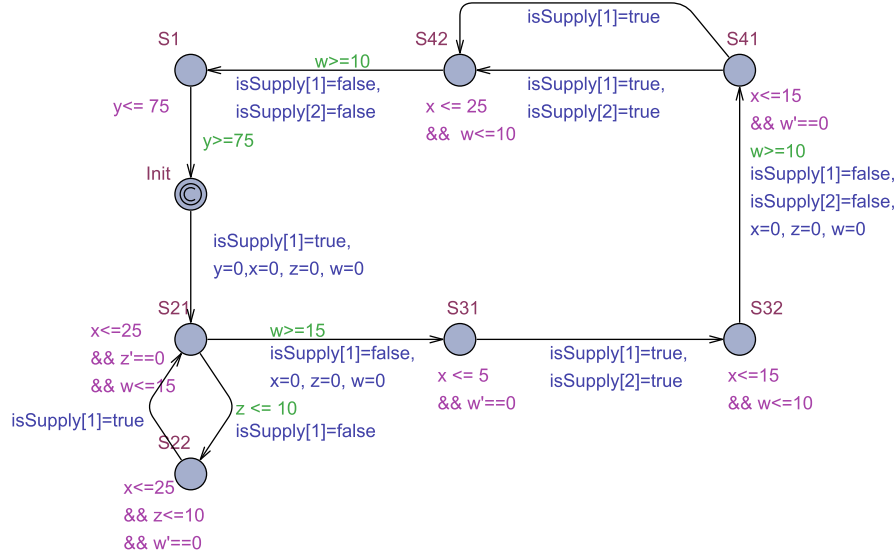 isSupply[1]=true
S1
S42
S41
w>=10
isSupply[1]=false,
isSupply[2]=false
isSupply[1]=true,
isSupply[2]=true
y<= 75
x <= 25
&& w<=10
x<=15
&& w'==0
y>=75
w>=10
Init
C
isSupply[1]=false,
isSupply[2]=false,
x=0, z=0, w=0
isSupply[1]=true,
y=0,x=0, z=0, w=0
S21
S31
S32
x<=25
&& z'==0
&& w<=15
w>=15
isSupply[1]=false,
x=0, z=0, w=0
isSupply[1]=true,
isSupply[2]=true
x <= 5
&& w'==0
x<=15
&& w<=10
isSupply[1]=true
z <= 10
isSupply[1]=false
S22
x<=25
&& z<=10
&& w'==0